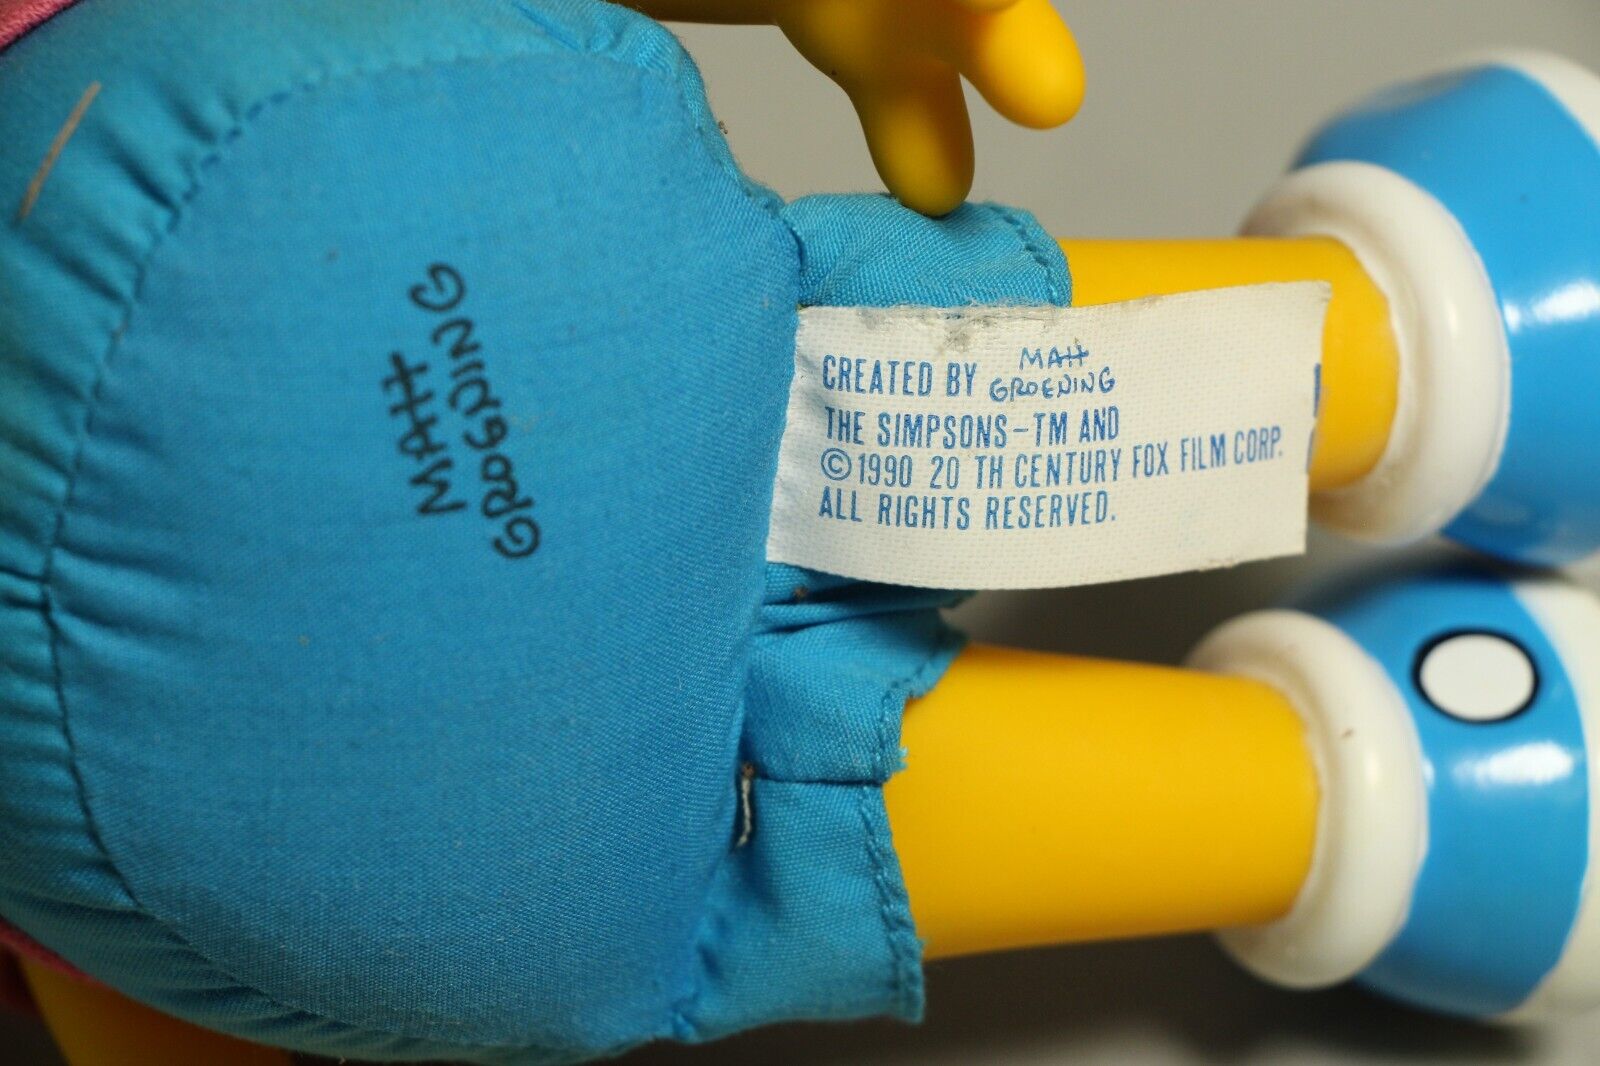 MATT
GROENING
CREATED BY MATT GROENING
THE SIMPSONS-TM AND
©1990 20 TH CENTURY FOX FILM CORP.
ALL RIGHTS RESERVED.